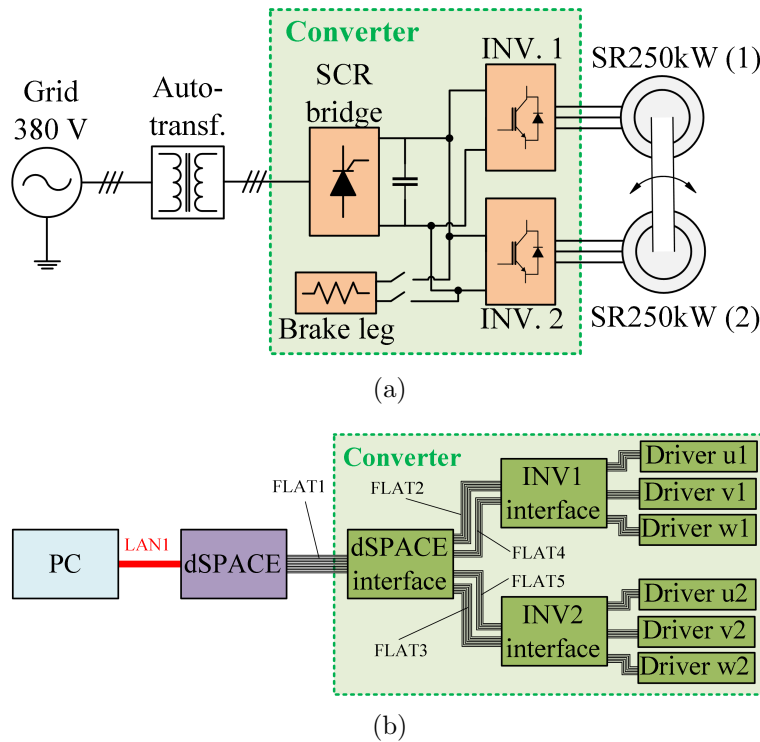 Converter
INV. 1
SR250kW (1)
SCR
bridge
Auto-
transf.
Grid
380 V
Brake leg
INV. 2
SR250kW (2)
(a)
Converter
Driver u1
FLAT1
FLAT2
INV1
interface
Driver v1
Driver w1
LAN1
PC
dSPACE
dSPACE
interface
FLAT4
FLAT5
Driver u2
INV2
interface
Driver v2
FLAT3
Driver w2
(b)